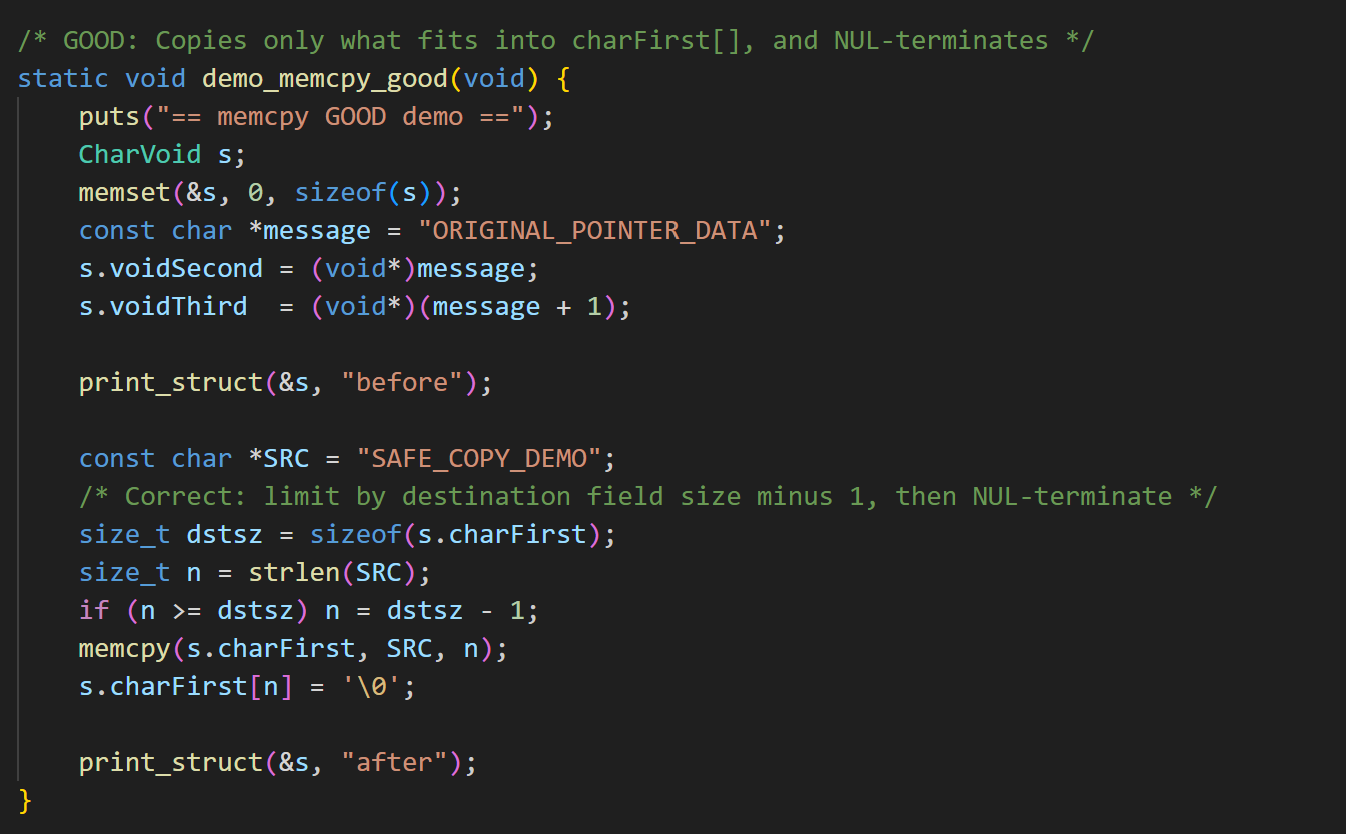 /* GOOD: Copies only what fits into charFirst[], and NUL-terminates */
static void demo_memcpy_good(void) {
    puts("== memcpy GOOD demo ==");
    CharVoid s;
    memset(&s, 0, sizeof(s));
    const char *message = "ORIGINAL_POINTER_DATA";
    s.voidSecond = (void*)message;
    s.voidThird  = (void*)(message + 1);

    print_struct(&s, "before");

    const char *SRC = "SAFE_COPY_DEMO";
    /* Correct: limit by destination field size minus 1, then NUL-terminate */
    size_t dstsz = sizeof(s.charFirst);
    size_t n = strlen(SRC);
    if (n >= dstsz) n = dstsz - 1;
    memcpy(s.charFirst, SRC, n);
    s.charFirst[n] = '\0';

    print_struct(&s, "after");
}